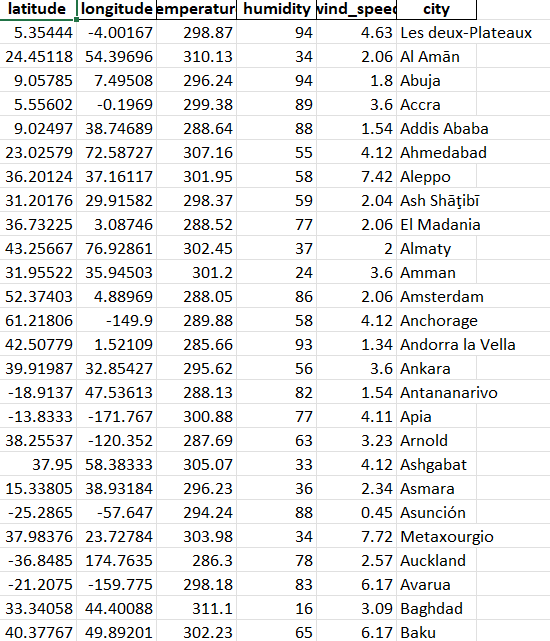 latitude longitude emperatur humidity vind_speed city
5.35444 -4.00167 298.87 94 4.63 Les deux-Plateaux
24.45118 54.39696 310.13 34 2.06 Al Amān
9.05785 7.49508 296.24 94 1.8 Abuja
5.55602 -0.1969 299.38 89 3.6 Accra
9.02497 38.74689 288.64 88 1.54 Addis Ababa
23.02579 72.58727 307.16 55 4.12 Ahmedabad
36.20124 37.16117 301.95 58 7.42 Aleppo
31.20176 29.91582 298.37 59 2.04 Ash Shāţibī
36.73225 3.08746 288.52 77 2.06 El Madania
43.25667 76.92861 302.45 37 2 Almaty
31.95522 35.94503 301.2 24 3.6 Amman
52.37403 4.88969 288.05 86 2.06 Amsterdam
61.21806 -149.9 289.88 58 4.12 Anchorage
42.50779 1.52109 285.66 93 1.34 Andorra la Vella
39.91987 32.85427 295.62 56 3.6 Ankara
-18.9137 47.53613 288.13 82 1.54 Antananarivo
-13.8333 -171.767 300.88 77 4.11 Apia
38.25537 -120.352 287.69 63 3.23 Arnold
37.95 58.38333 305.07 33 4.12 Ashgabat
15.33805 38.93184 296.23 36 2.34 Asmara
-25.2865 -57.647 294.24 88 0.45 Asunción
37.98376 23.72784 303.98 34 7.72 Metaxourgio
-36.8485 174.7635 286.3 78 2.57 Auckland
-21.2075 -159.775 298.18 83 6.17 Avarua
33.34058 44.40088 311.1 16 3.09 Baghdad
40.37767 49.89201 302.23 65 6.17 Baku